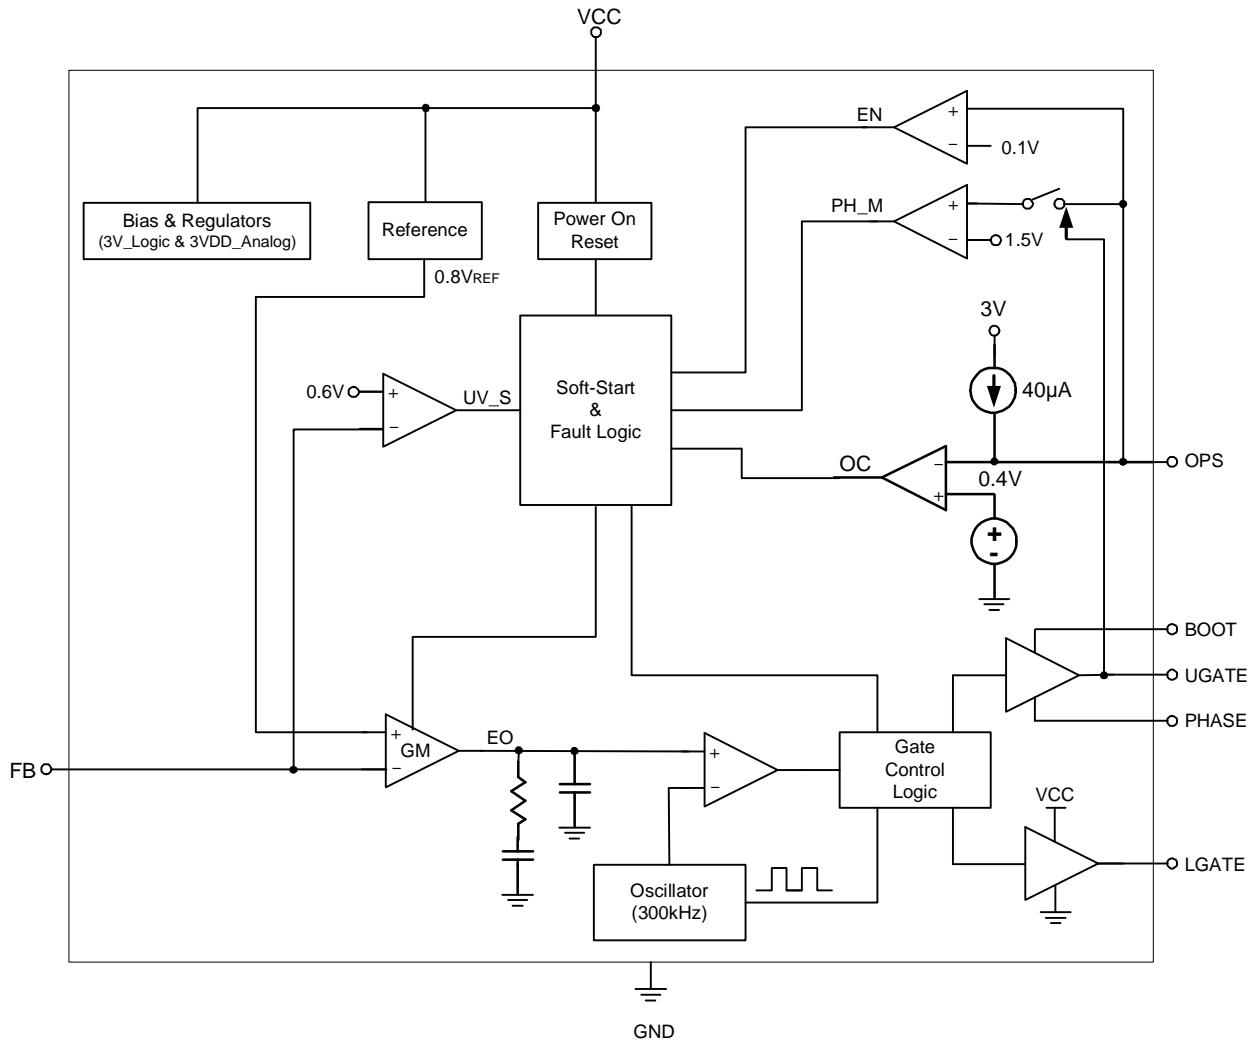 VCC
EN
+
−
0.1V
PH_M
+
−
1.5V
Bias & Regulators
(3V_Logic & 3VDD_Analog)
Reference
Power On
Reset
0.8VREF
3V
40µA
0.6V
+
−
UV_S
Soft-Start
&
Fault Logic
OC
−
+
0.4V
OPS
+
-
BOOT
UGATE
PHASE
FB
+
−
GM
EO
+
−
Gate
Control
Logic
VCC
LGATE
Oscillator
(300kHz)
GND